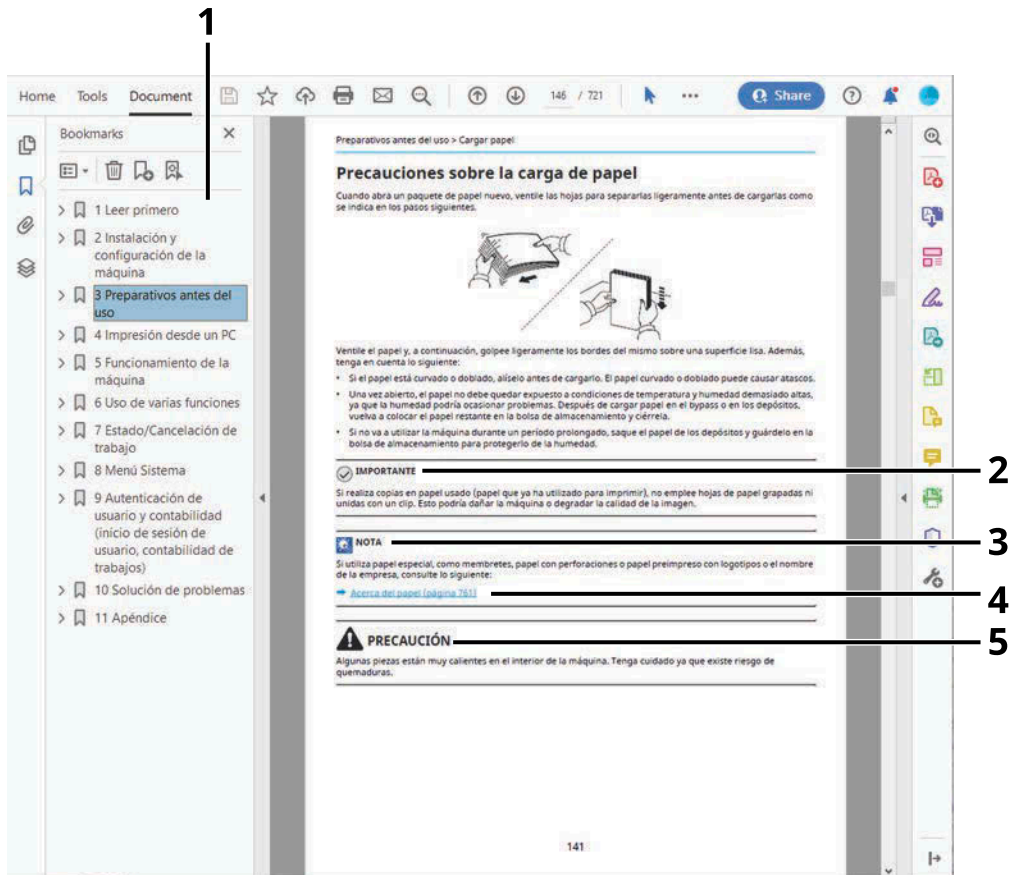 1
Home Tools Document 146 / 721 Share
Bookmarks
1 Leer primero
2 Instalación y
configuración de la
máquina
3 Preparativos antes del
uso
4 Impresión desde un PC
5 Funcionamiento de la
máquina
6 Uso de varias funciones
7 Estado/Cancelación de
trabajo
8 Menú Sistema
9 Autenticación de
usuario y contabilidad
(inicio de sesión de
usuario, contabilidad de
trabajos)
10 Solución de problemas
11 Apéndice
Preparativos antes del uso > Cargar papel
Precauciones sobre la carga de papel
Cuando abra un paquete de papel nuevo, ventile las hojas para separarlas ligeramente antes de cargarlas como
se indica en los pasos siguientes.
Ventile el papel y, a continuación, golpee ligeramente los bordes del mismo sobre una superficie lisa. Además,
tenga en cuenta lo siguiente:
• Si el papel está curvado o doblado, alíselo antes de cargarlo. El papel curvado o doblado puede causar atascos.
• Una vez abierto, el papel no debe quedar expuesto a condiciones de temperatura y humedad demasiado altas,
ya que la humedad podría ocasionar problemas. Después de cargar papel en el bypass o en los depósitos,
vuelva a colocar el papel restante en la bolsa de almacenamiento y ciérrela.
• Si no va a utilizar la máquina durante un período prolongado, saque el papel de los depósitos y guárdelo en la
bolsa de almacenamiento para protegerlo de la humedad.
IMPORTANTE 2
Si realiza copias en papel usado (papel que ya ha utilizado para imprimir), no emplee hojas de papel grapadas ni
unidas con un clip. Esto podría dañar la máquina o degradar la calidad de la imagen.
NOTA 3
Si utiliza papel especial, como membretes, papel con perforaciones o papel preimpreso con logotipos o el nombre
de la empresa, consulte lo siguiente:
➡ Acerca del papel (página 761) 4
PRECAUCIÓN 5
Algunas piezas están muy calientes en el interior de la máquina. Tenga cuidado ya que existe riesgo de
quemaduras.
141